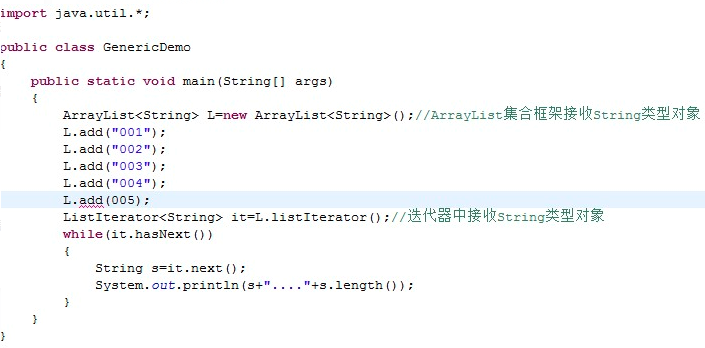 import java.util.*;
public class GenericDemo
{
    public static void main(String[] args)
    {
        ArrayList<String> L=new ArrayList<String>();//ArrayList集合框架接收String类型对象
        L.add("001");
        L.add("002");
        L.add("003");
        L.add("004");
        L.add(005);
        ListIterator<String> it=L.listIterator();//迭代器中接收String类型对象
        while(it.hasNext())
        {
            String s=it.next();
            System.out.println(s+"...."+s.length());
        }
    }
}